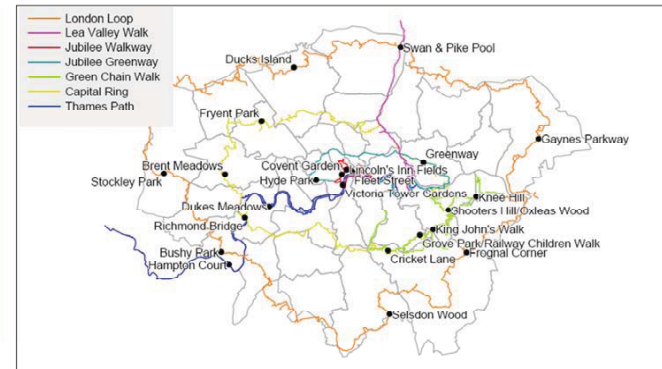 London Loop
Lea Valley Walk
Jubilee Walkway
Jubilee Greenway
Green Chain Walk
Capital Ring
Thames Path
Swan & Pike Pool
Ducks Island
Fryent Park
Gaynes Parkway
Greenway
Covent Garden
Lincoln's Inn Fields
Brent Meadows
Fleet Street
Stockley Park
Hyde Park
Victoria Tower Gardens
Knee Hill
Dukes Meadows
Shooters Hill/Oxleas Wood
Richmond Bridge
King John's Walk
Grove Park/Railway Children Walk
Bushy Park
Cricket Lane
Frognal Corner
Hampton Court
Selsdon Wood